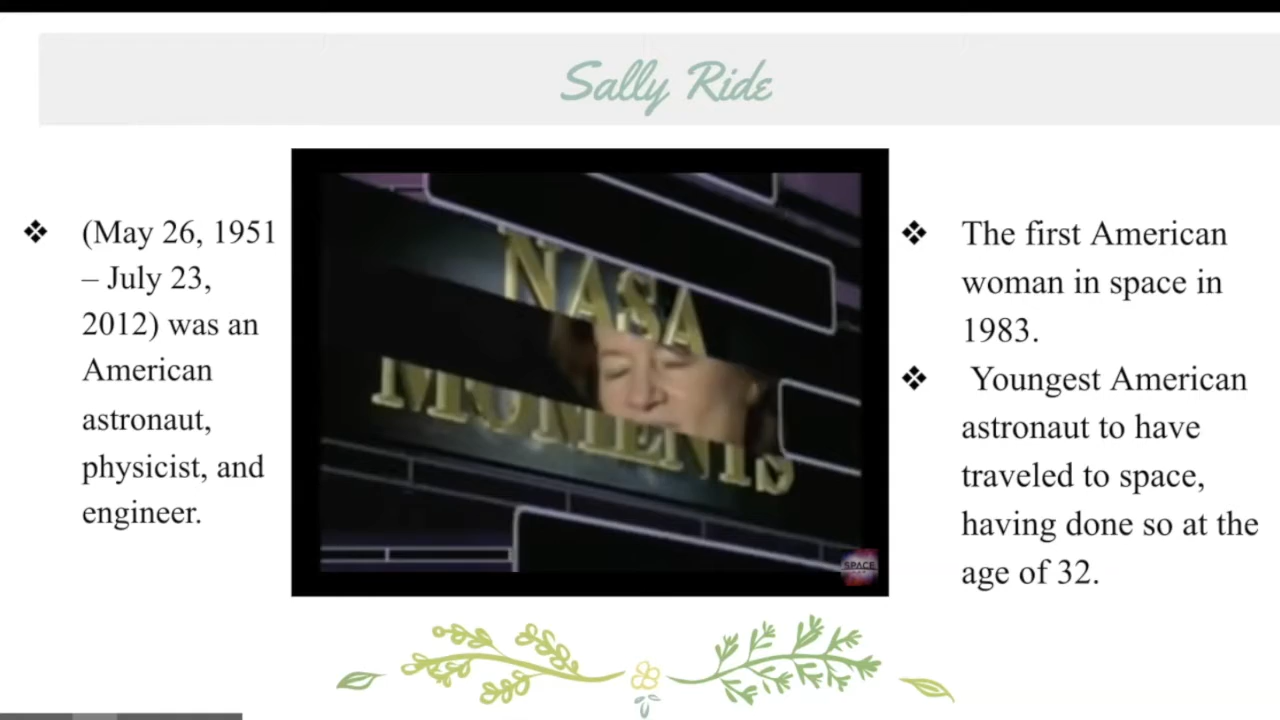 Sally Ride
❖ (May 26, 1951
– July 23,
2012) was an
American
astronaut,
physicist, and
engineer.
NASA
MOMENTS
SPACE
❖ The first American
woman in space in
1983.
❖ Youngest American
astronaut to have
traveled to space,
having done so at the
age of 32.